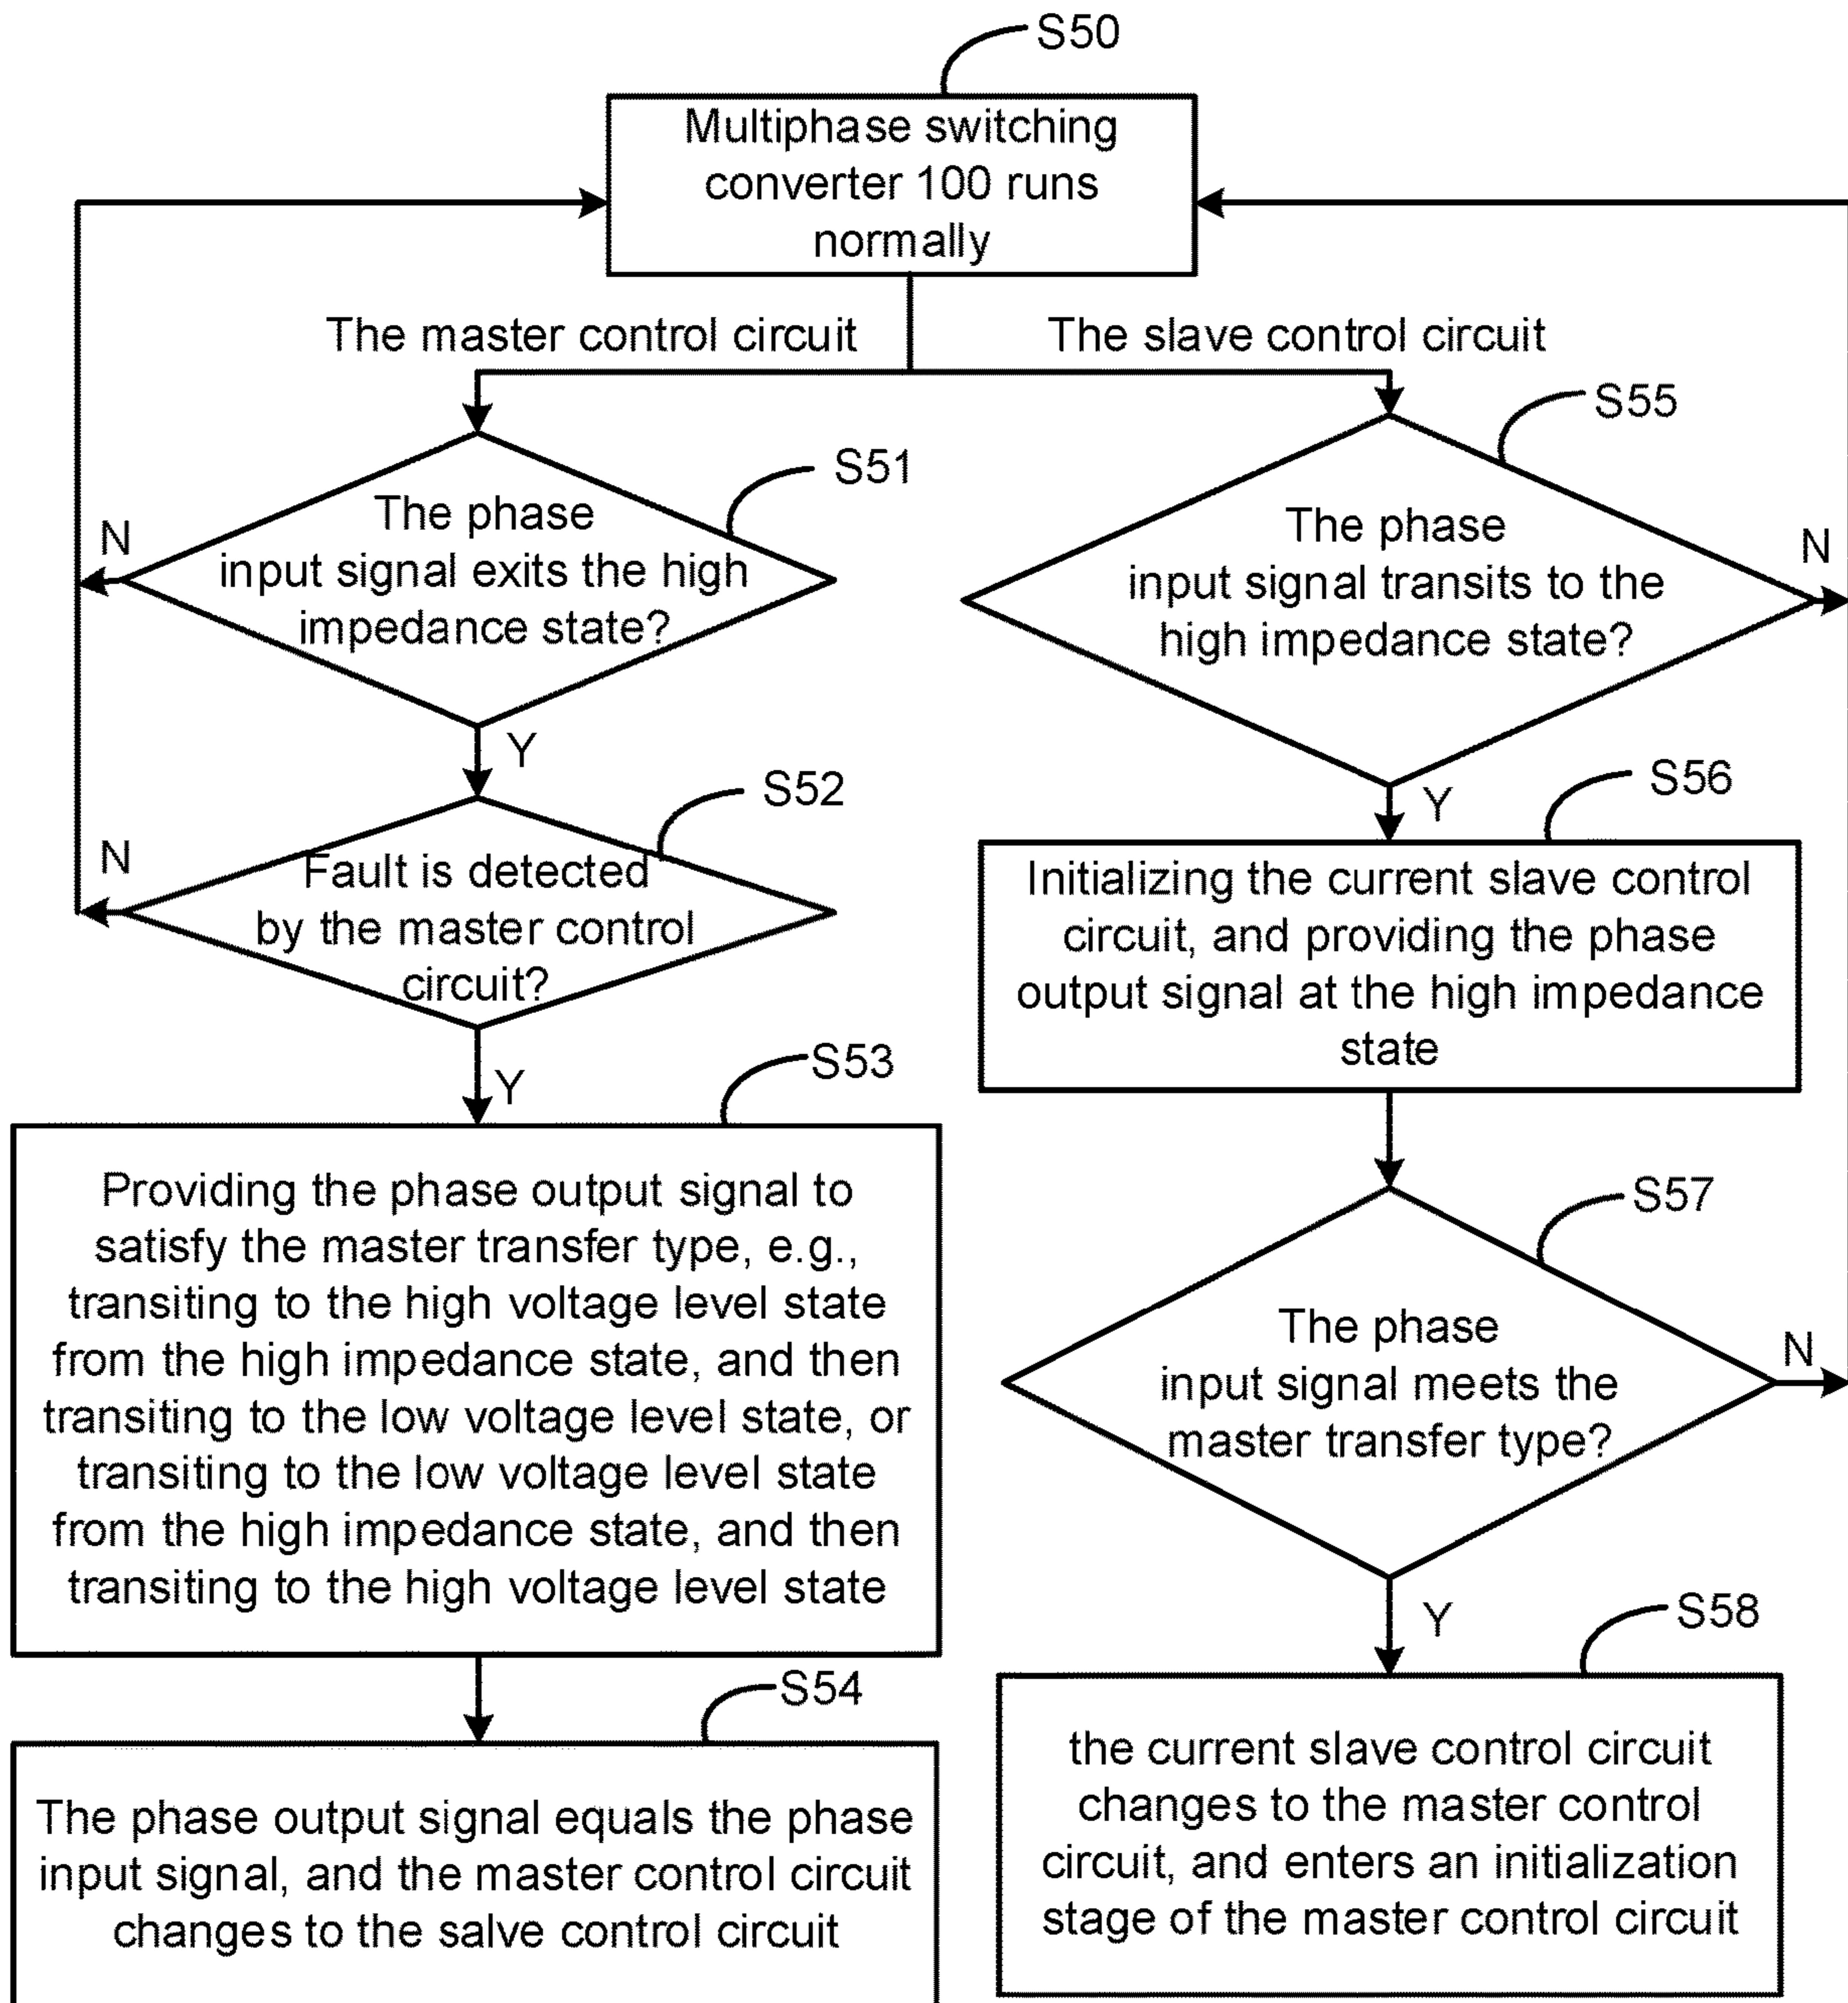 S50
Multiphase switching
converter 100 runs
normally
The master control circuit
The slave control circuit
S51
The phase
input signal exits the high
impedance state?
N
Y
S52
Fault is detected
by the master control
circuit?
N
Y
S53
Providing the phase output signal to
satisfy the master transfer type, e.g.,
transiting to the high voltage level state
from the high impedance state, and then
transiting to the low voltage level state, or
transiting to the low voltage level state
from the high impedance state, and then
transiting to the high voltage level state
S54
The phase output signal equals the phase
input signal, and the master control circuit
changes to the salve control circuit
S55
The phase
input signal transits to the
high impedance state?
N
Y
S56
Initializing the current slave control
circuit, and providing the phase
output signal at the high impedance
state
S57
The phase
input signal meets the
master transfer type?
N
Y
S58
the current slave control circuit
changes to the master control
circuit, and enters an initialization
stage of the master control circuit